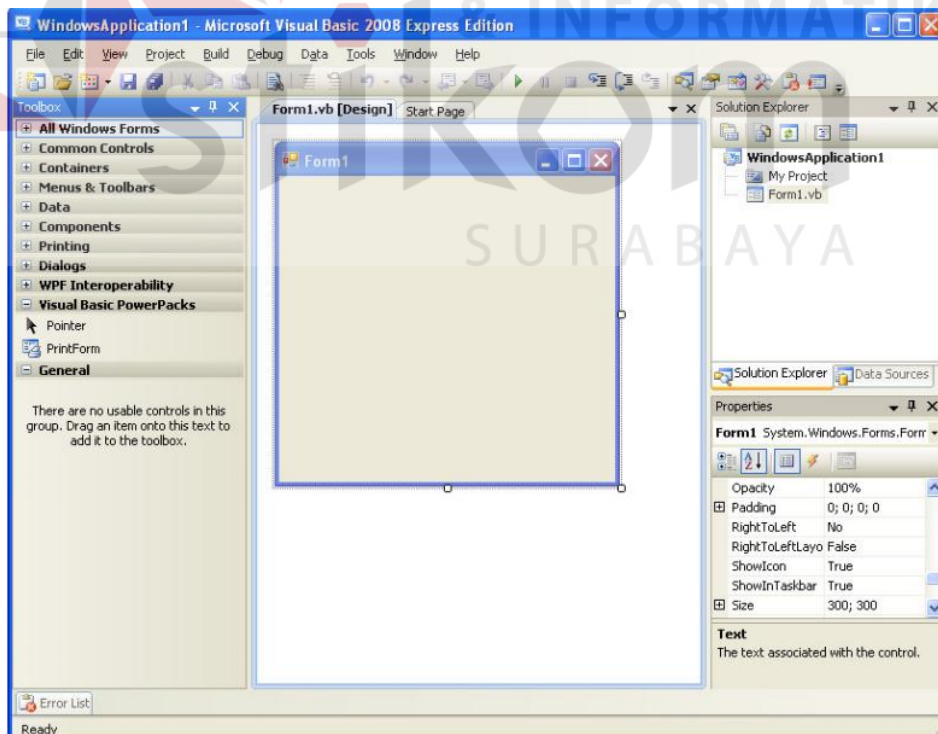 & INFORMATI
stikom
SURABAYA
WindowsApplication1 - Microsoft Visual Basic 2008 Express Edition
File Edit View Project Build Debug Data Tools Window Help
Toolbox
All Windows Forms
Common Controls
Containers
Menus & Toolbars
Data
Components
Printing
Dialogs
WPF Interoperability
Visual Basic PowerPacks
Pointer
PrintForm
General
There are no usable controls in this
group. Drag an item onto this text to
add it to the toolbox.
Error List
Ready
Form1.vb [Design] Start Page
Form1
Solution Explorer
WindowsApplication1
My Project
Form1.vb
Solution Explorer Data Sources
Properties
Form1 System.Windows.Forms.Forr
Opacity 100%
Padding 0; 0; 0; 0
RightToLeft No
RightToLeftLayo False
ShowIcon True
ShowInTaskbar True
Size 300; 300
Text
The text associated with the control.